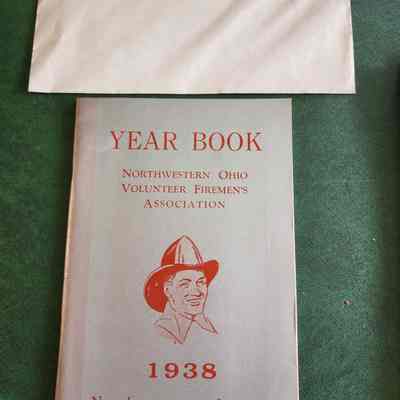 YEAR BOOK
NORTHWESTERN OHIO
VOLUNTEER FIREMEN'S
ASSOCIATION
1938